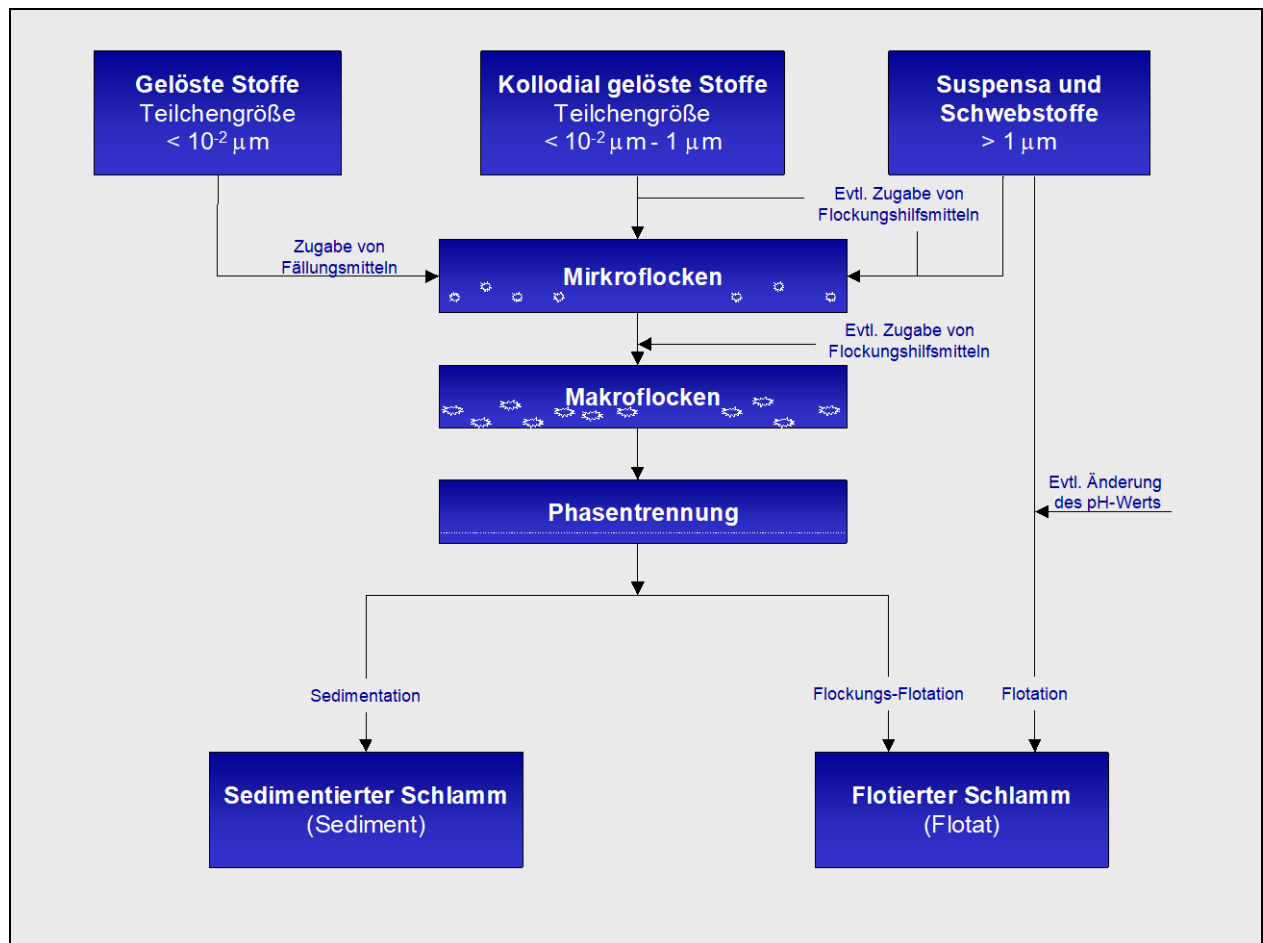 Gelöste Stoffe
Teilchengröße
< 10⁻² μm
Kollodial gelöste Stoffe
Teilchengröße
< 10⁻² μm - 1 μm
Suspensa und
Schwebstoffe
> 1 μm
Evtl. Zugabe von
Flockungshilfsmitteln
Zugabe von
Fällungsmitteln
Mirkroflocken
Evtl. Zugabe von
Flockungshilfsmitteln
Makroflocken
Evtl. Änderung
des pH-Werts
Phasentrennung
Sedimentation
Flockungs-Flotation
Flotation
Sedimentierter Schlamm
(Sediment)
Flotierter Schlamm
(Flotat)